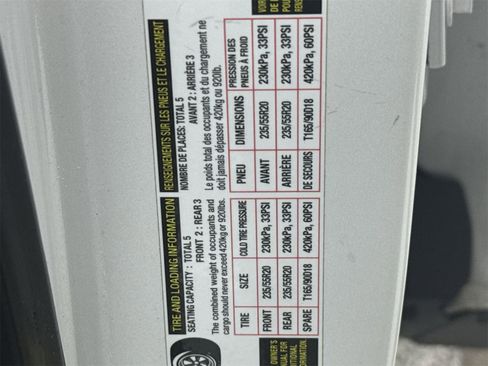 TIRE AND LOADING INFORMATION
SEATING CAPACITY : TOTAL 5
FRONT 2 : REAR 3
The combined weight of occupants and
cargo should never exceed 420kg or 920lbs.
TIRE SIZE COLD TIRE PRESSURE
FRONT 235/55R20 230kPa, 33PSI
REAR 235/55R20 230kPa, 33PSI
SPARE T165/90D18 420kPa, 60PSI
OWNER'S
RENSEIGNEMENTS SUR LES PNEUS ET LE CHARGEMENT
NOMBRE DE PLACES: TOTAL 5
AVANT 2 : ARRIÈRE 3
Le poids total des occupants et du chargement ne
doit jamais dépasser 420kg ou 920lb.
PNEU DIMENSIONS PRESSION DES
PNEUS À FROID
AVANT 235/55R20 230kPa, 33PSI
ARRIÈRE 235/55R20 230kPa, 33PSI
DE SECOURS T165/90D18 420kPa, 60PSI